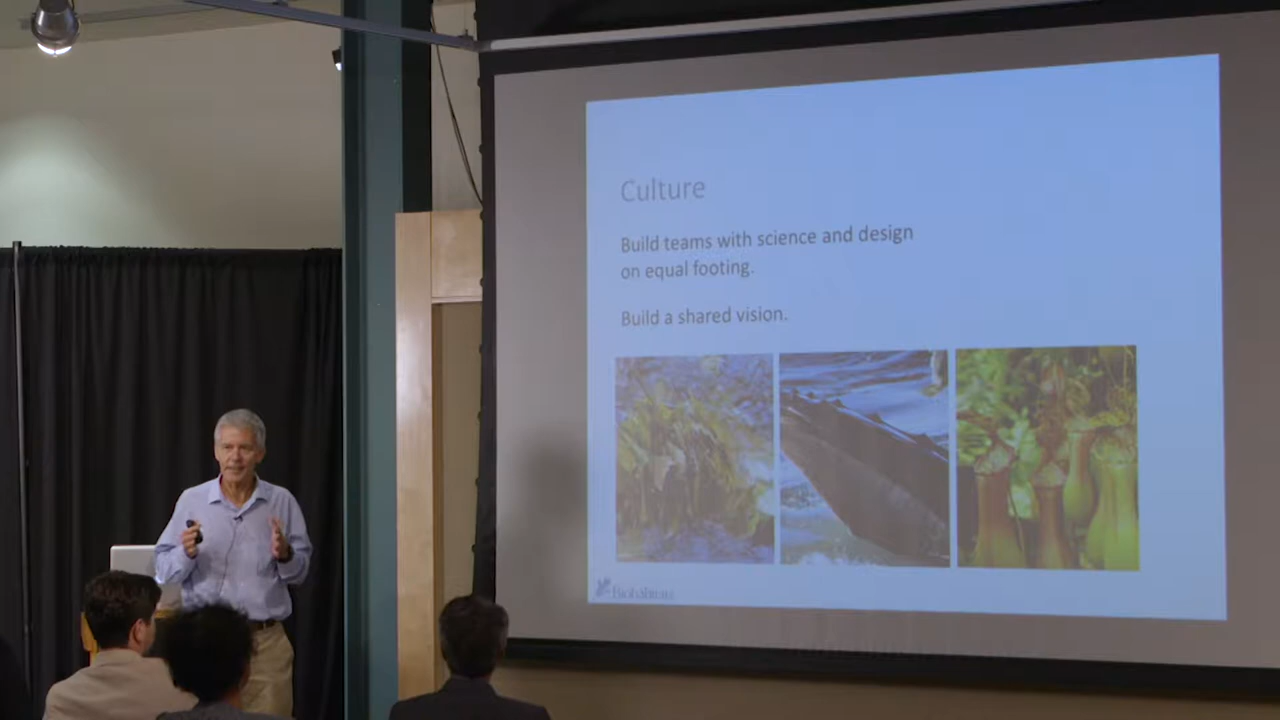 Culture
Build teams with science and design
on equal footing.
Build a shared vision.